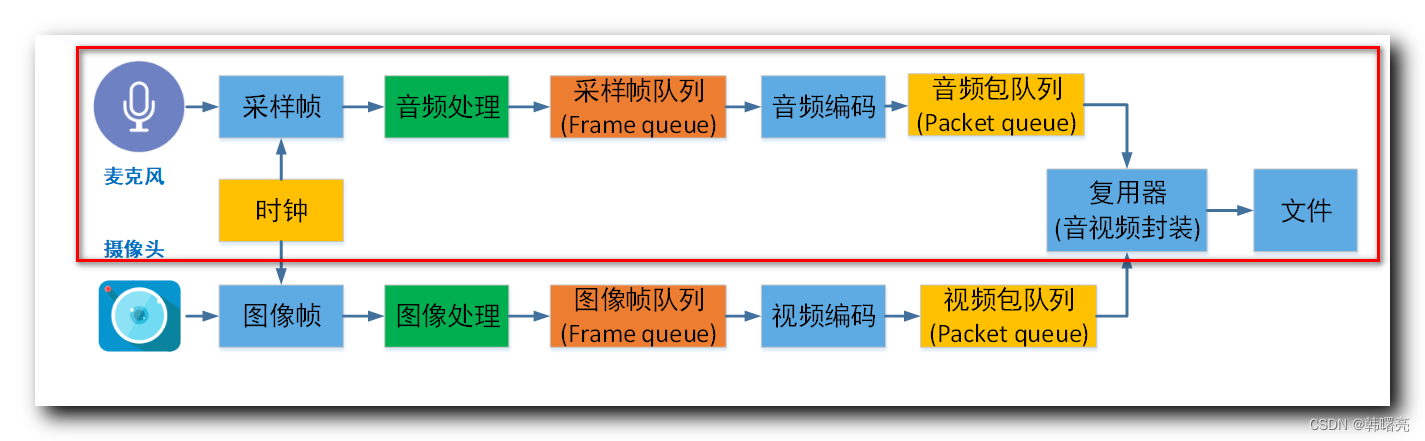 麦克风
采样帧
音频处理
采样帧队列
(Frame queue)
音频编码
音频包队列
(Packet queue)
时钟
复用器
(音视频封装)
文件
摄像头
图像帧
图像处理
图像帧队列
(Frame queue)
视频编码
视频包队列
(Packet queue)
CSDN @韩曙亮